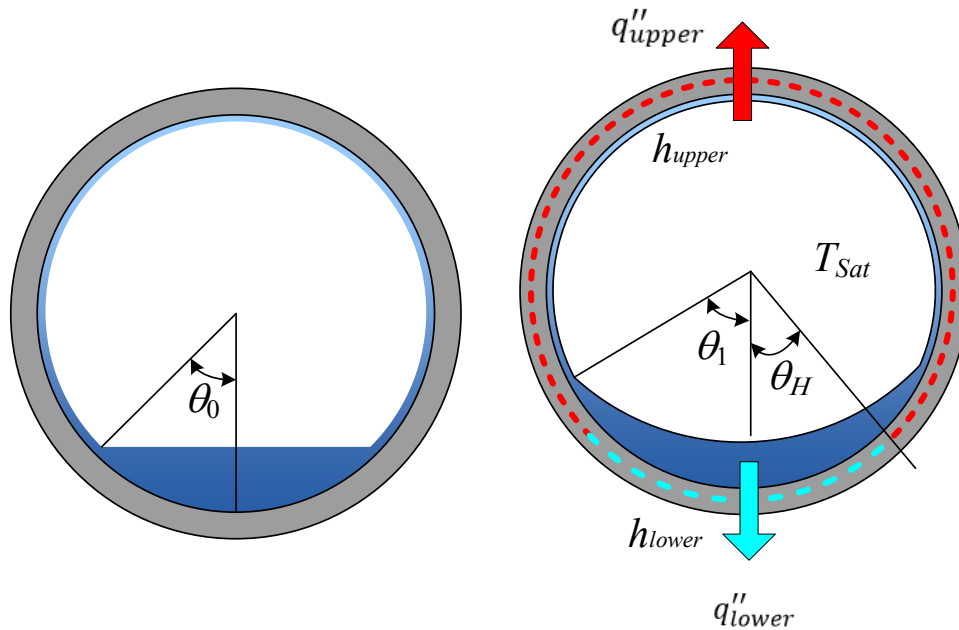 q''upper
hupper
TSat
θ0
θ1
θH
hlower
q''lower